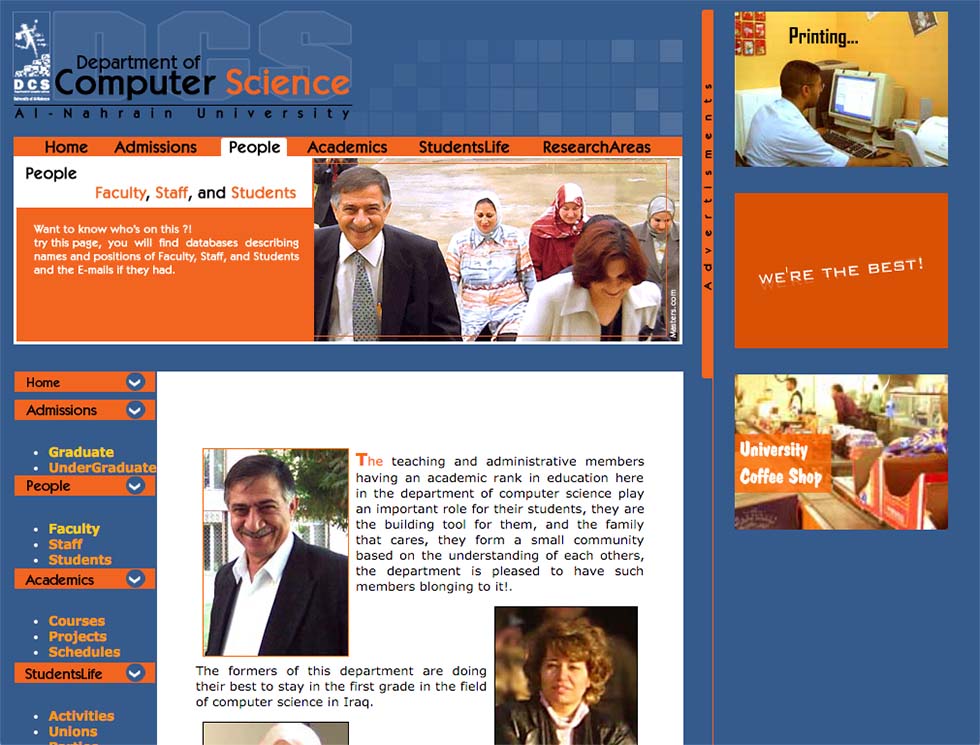 DCS
DCS
Department of
Computer Science
Al-Nahrain University
Home Admissions People Academics StudentsLife ResearchAreas
People
Faculty, Staff, and Students
Want to know who's on this ?!
try this page, you will find databases describing
names and positions of Faculty, Staff, and Students
and the E-mails if they had.
Masters.com
Advertisments
Printing...
WE'RE THE BEST!
University
Coffee Shop
Home
Admissions
Graduate
UnderGraduate
People
Faculty
Staff
Students
Academics
Courses
Projects
Schedules
StudentsLife
Activities
Unions
The teaching and administrative members
having an academic rank in education here
in the department of computer science play
an important role for their students, they are
the building tool for them, and the family
that cares, they form a small community
based on the understanding of each others,
the department is pleased to have such
members blonging to it!.
The formers of this department are doing
their best to stay in the first grade in the field
of computer science in Iraq.